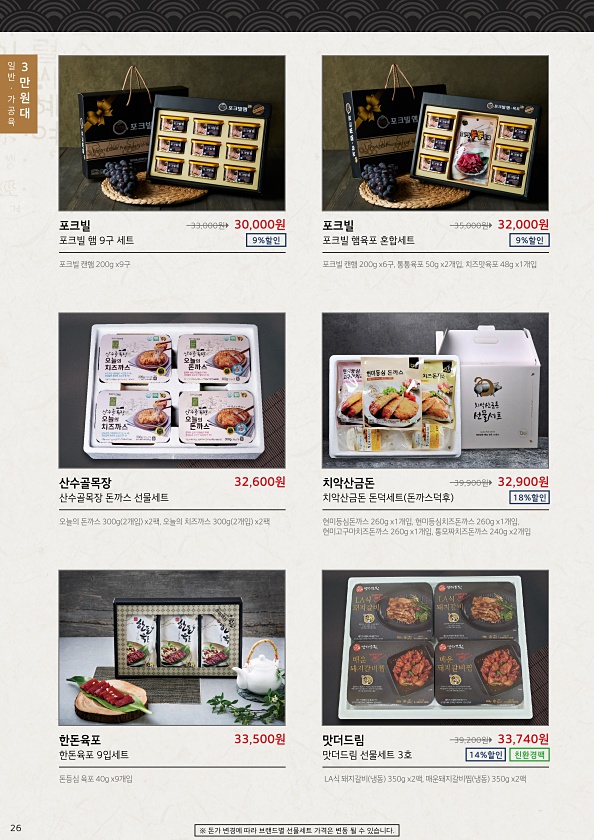 3만원대
일반·가공육
포크빌
33,000원
30,000원
포크빌 햄 9구 세트
9%할인
포크빌 캔햄 200g x9구
포크빌
35,000원
32,000원
포크빌 햄육포 혼합세트
9%할인
포크빌 캔햄 200g x6구, 통통육포 50g x2개입, 치즈맛육포 48g x1개입
산수골목장
32,600원
산수골목장 돈까스 선물세트
오늘의 돈까스 300g(2개입) x2팩, 오늘의 치즈까스 300g(2개입) x2팩
치악산금돈
39,900원
32,900원
치악산금돈 돈덕세트(돈까스덕후)
18%할인
현미등심돈까스 260g x1개입, 현미등심치즈돈까스 260g x1개입,
현미고구마치즈돈까스 260g x1개입, 통모짜치즈돈까스 240g x2개입
한돈육포
33,500원
한돈육포 9입세트
돈등심 육포 40g x9개입
맛더드림
39,200원
33,740원
맛더드림 선물세트 3호
14%할인
친환경팩
LA식 돼지갈비(냉동) 350g x2팩, 매운돼지갈비찜(냉동) 350g x2팩
26
※ 돈가 변경에 따라 브랜드별 선물세트 가격은 변동 될 수 있습니다.